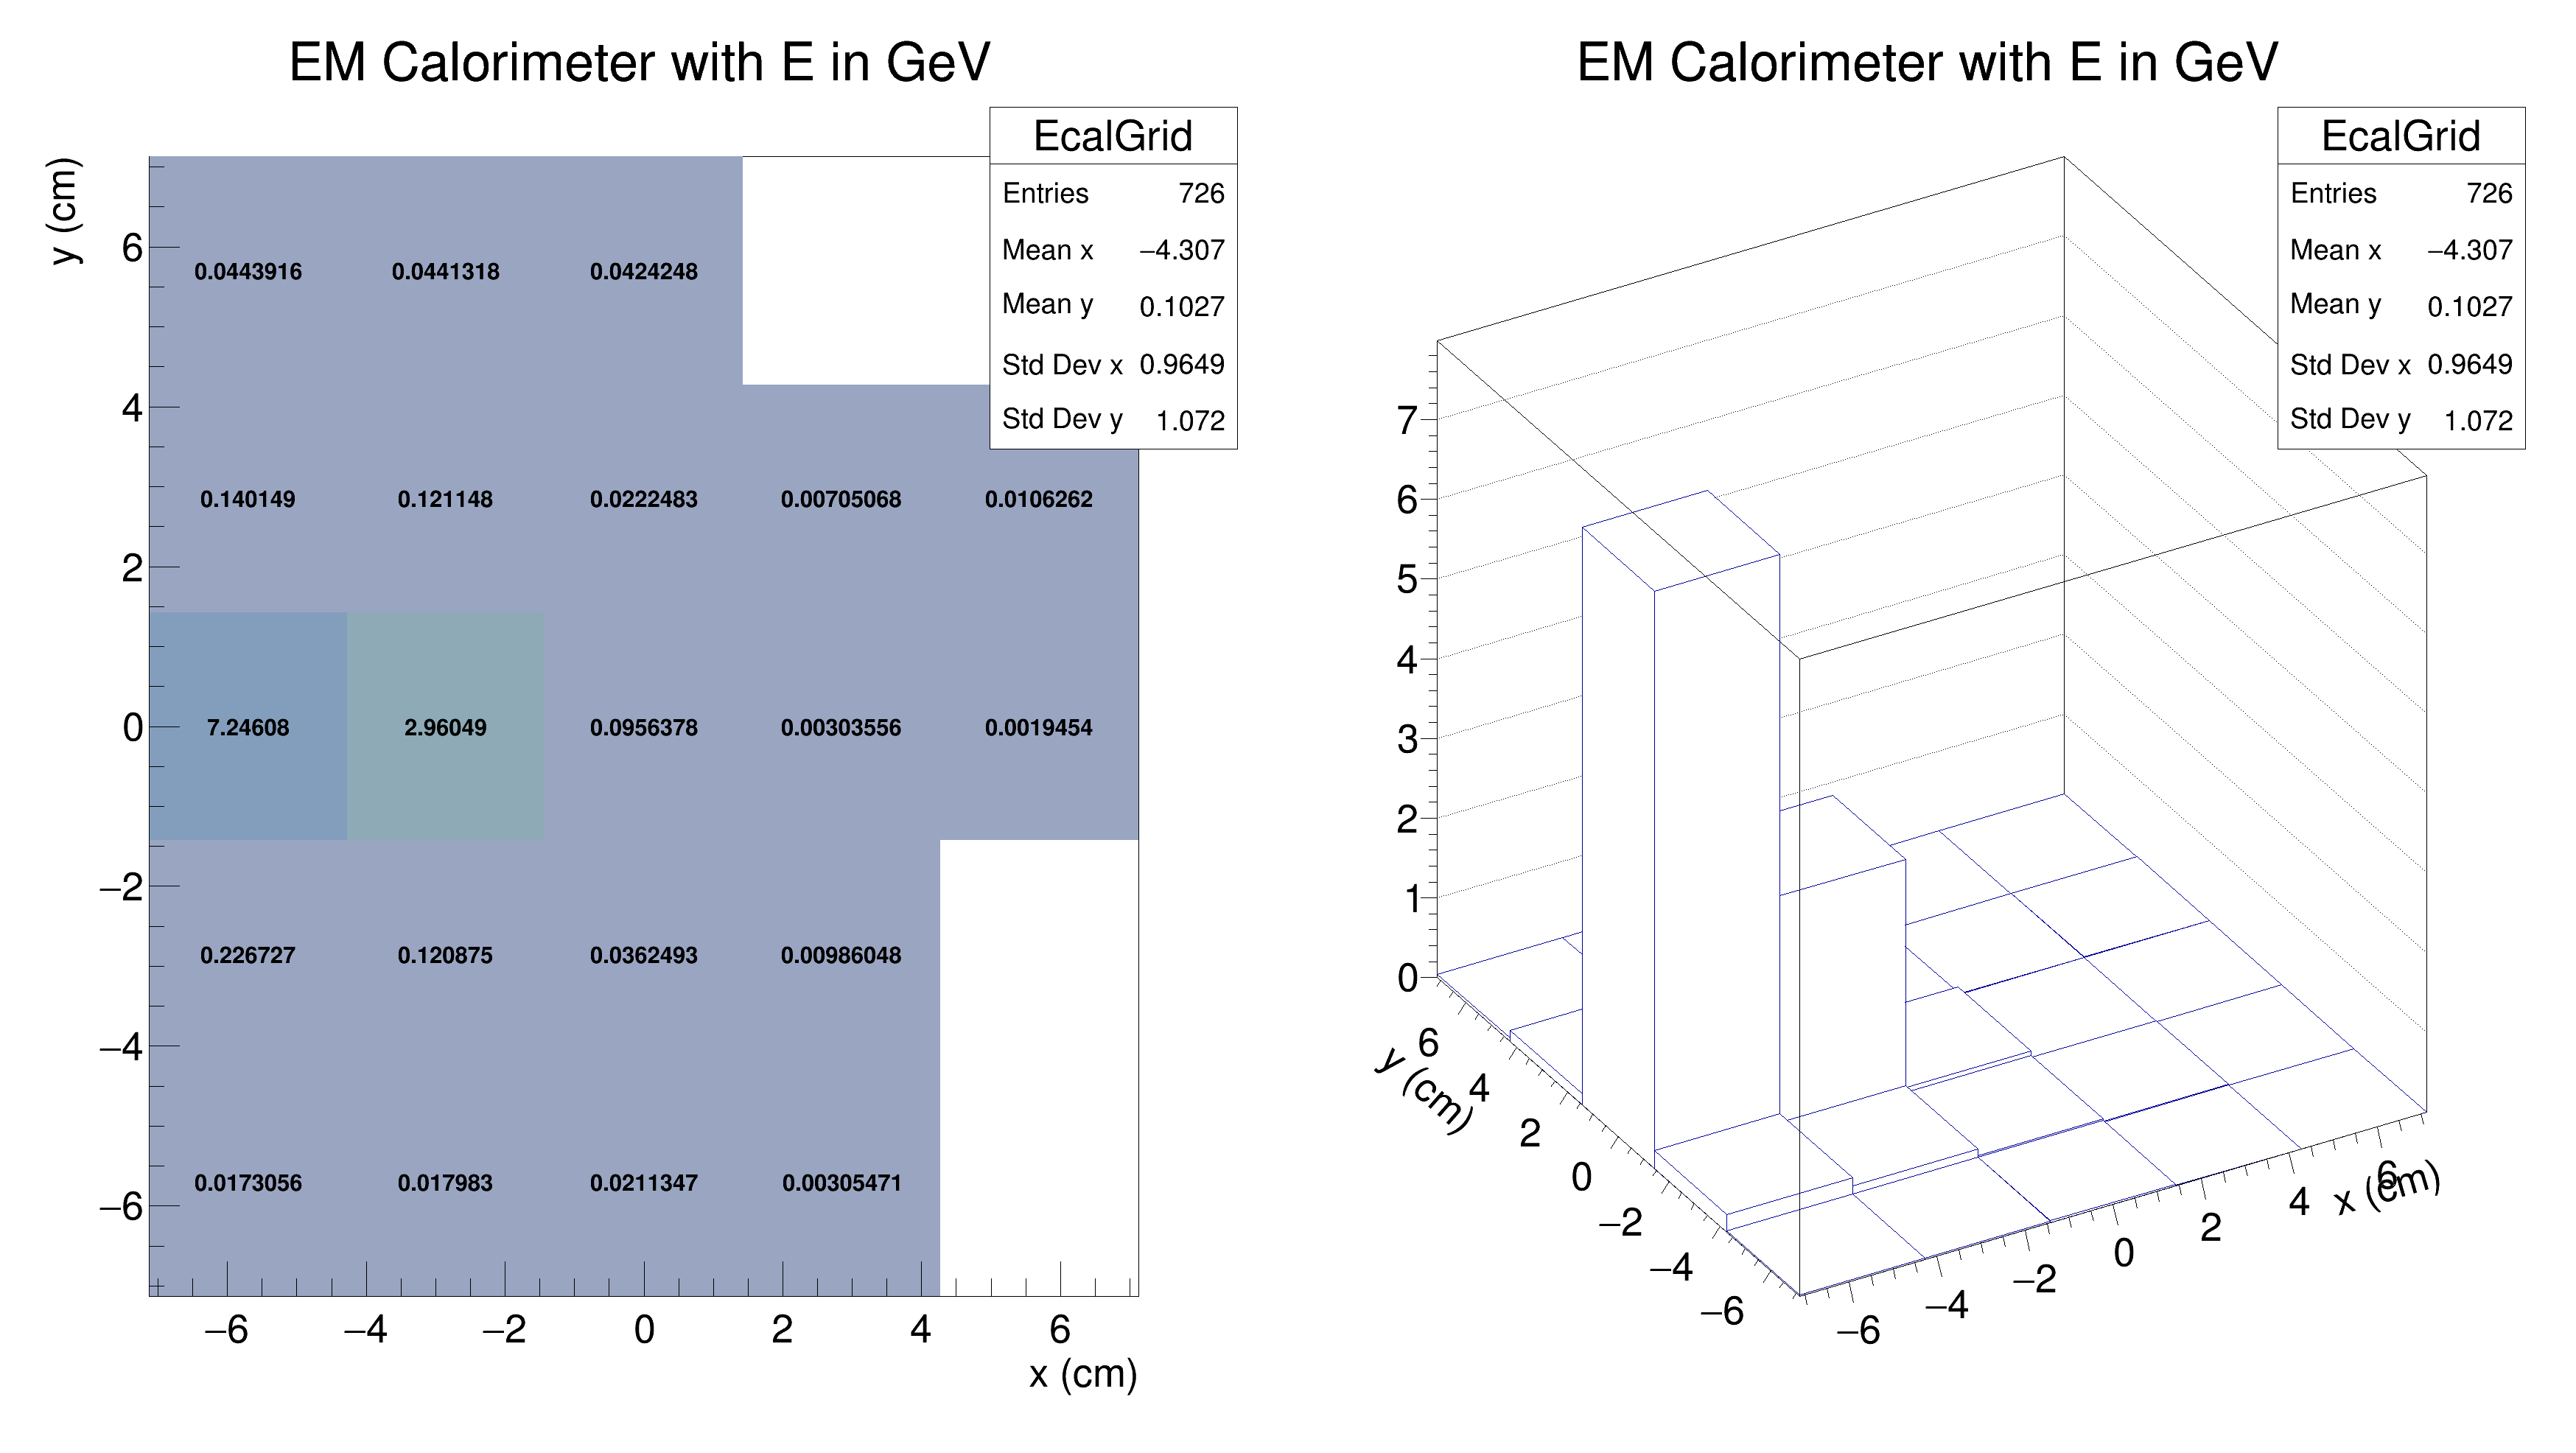 EM Calorimeter with E in GeV
EcalGrid
Entries 726
Mean x −4.307
Mean y 0.1027
Std Dev x 0.9649
Std Dev y 1.072
y (cm)
6
4
2
0
−2
−4
−6
0.0443916 0.0441318 0.0424248
0.140149 0.121148 0.0222483 0.00705068 0.0106262
7.24608 2.96049 0.0956378 0.00303556 0.0019454
0.226727 0.120875 0.0362493 0.00986048
0.0173056 0.017983 0.0211347 0.00305471
−6 −4 −2 0 2 4 6
x (cm)
EM Calorimeter with E in GeV
EcalGrid
Entries 726
Mean x −4.307
Mean y 0.1027
Std Dev x 0.9649
Std Dev y 1.072
7
6
5
4
3
2
1
0
y (cm)
6
4
2
0
−2
−4
−6
−6 −4 −2 0 2 4 6
x (cm)